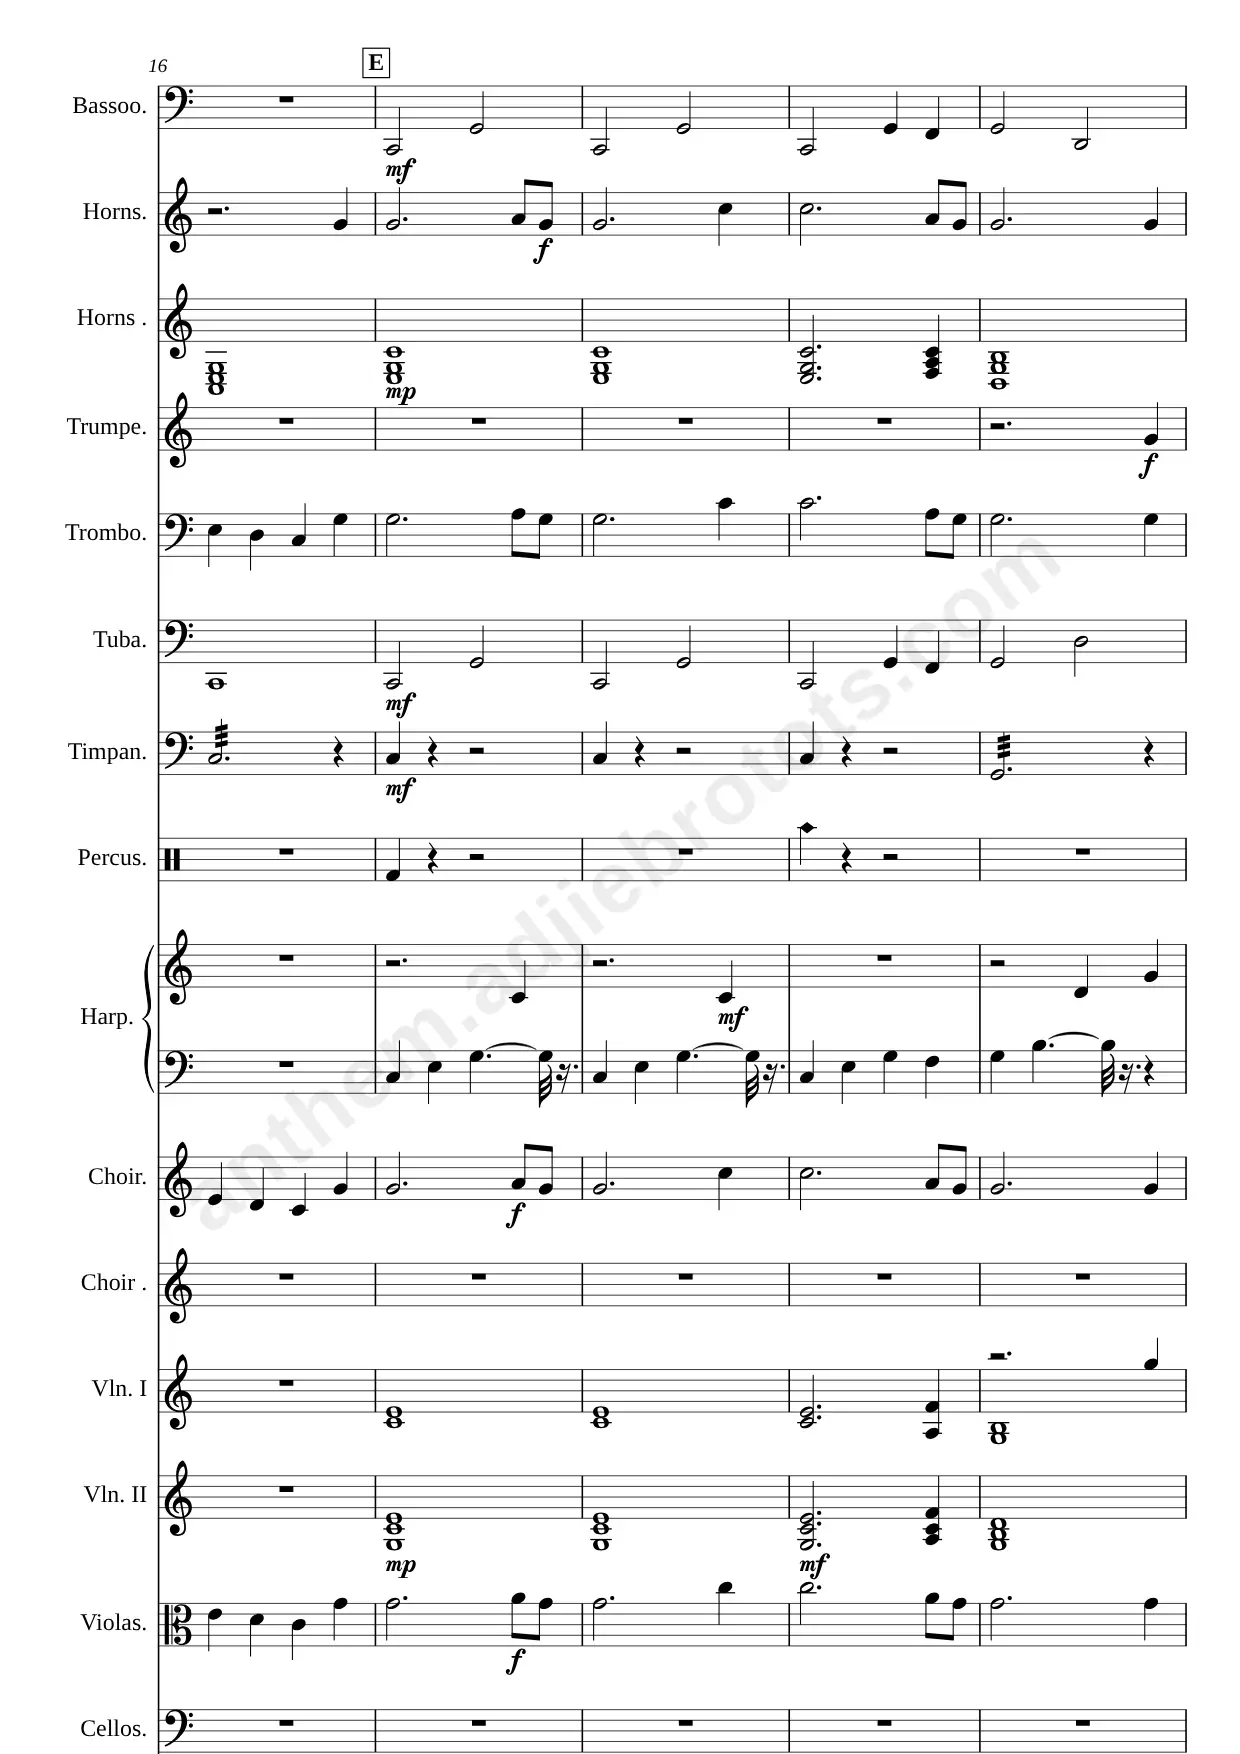 16
E
Bassoo.
mf
Horns.
f
Horns .
mp
Trumpe.
f
Trombo.
Tuba.
mf
Timpan.
mf
Percus.
Harp.
mf
Choir.
f
Choir .
Vln. I
Vln. II
mp mf
Violas.
f
Cellos.
anthem.adjiebrotots.com